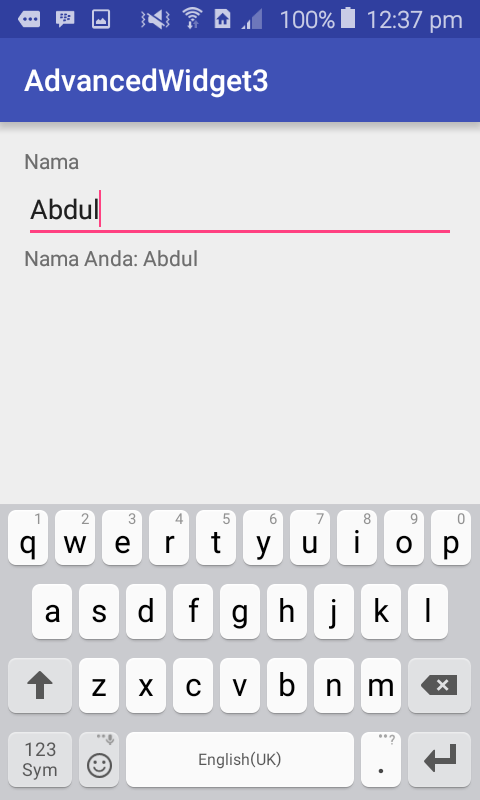 100% 12:37 pm
AdvancedWidget3
Nama
Abdul
Nama Anda: Abdul
1 2 3 4 5 6 7 8 9 0
q w e r t y u i o p
a s d f g h j k l
z x c v b n m
123
Sym
English(UK)
?
.